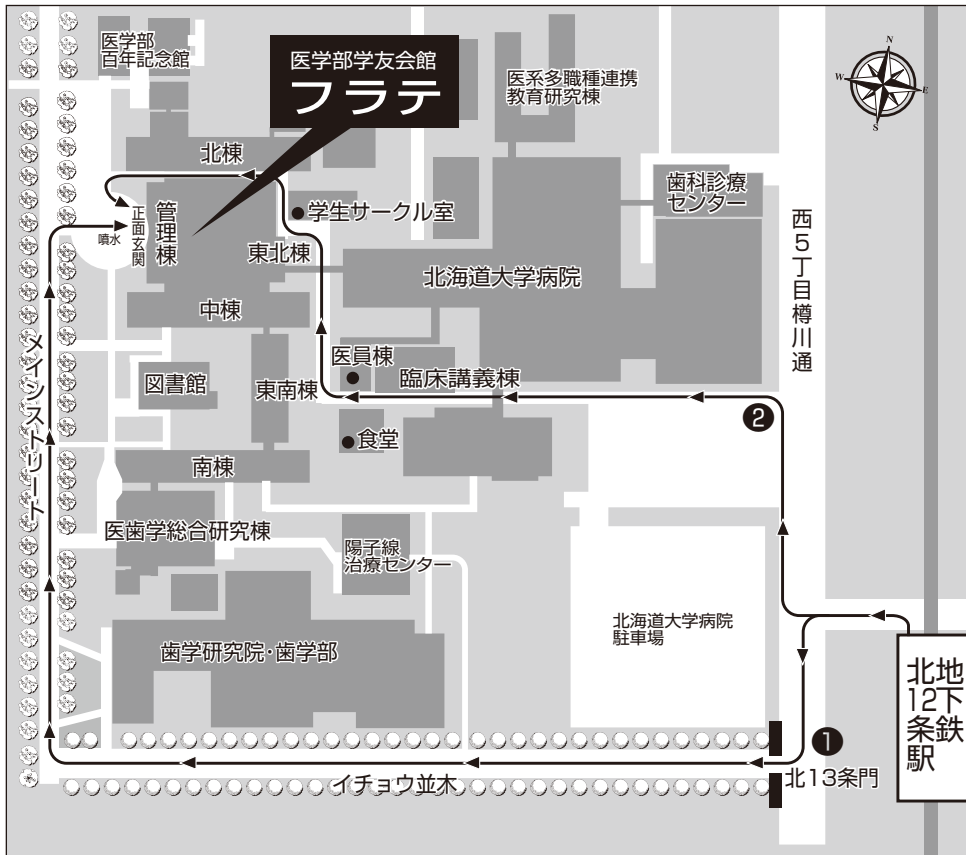 医学部
百年記念館
医学部学友会館
フラテ
医系多職種連携
教育研究棟
N
W
E
S
北棟
歯科診療
センター
学生サークル室
管理棟
正面玄関
噴水
東北棟
北海道大学病院
西5丁目樽川通
中棟
医員棟
臨床講義棟
図書館
東南棟
メインストリート
❷
食堂
南棟
医歯学総合研究棟
陽子線
治療センター
北海道大学病院
駐車場
歯学研究院・歯学部
地下鉄
北12条駅
❶
北13条門
イチョウ並木